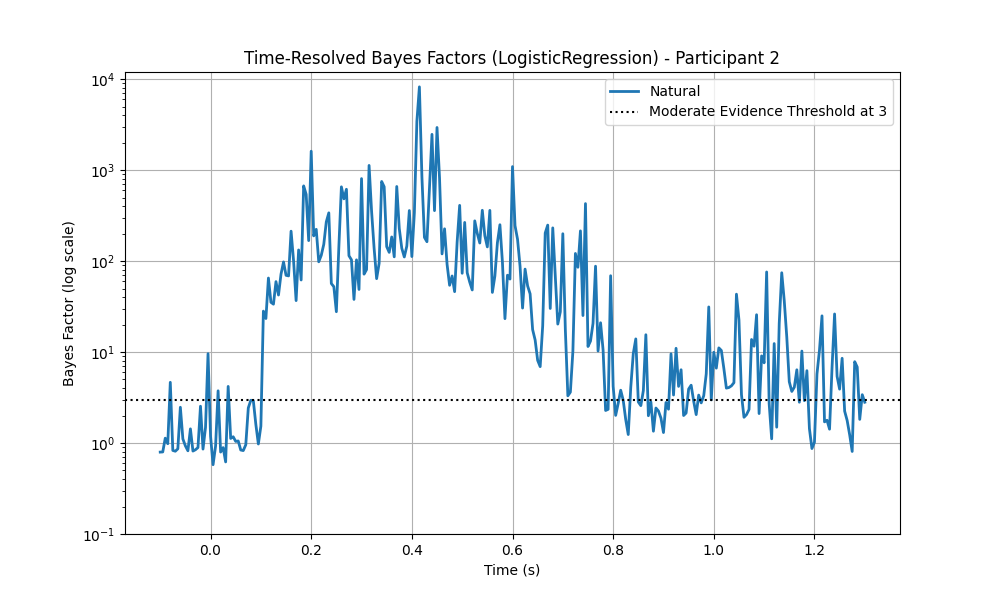 Time-Resolved Bayes Factors (LogisticRegression) - Participant 2
Natural
Moderate Evidence Threshold at 3
Bayes Factor (log scale)
10⁴
10³
10²
10¹
10⁰
10⁻¹
0.0 0.2 0.4 0.6 0.8 1.0 1.2
Time (s)